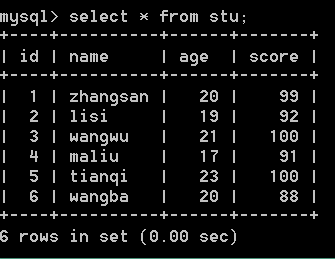 mysql> select * from stu;
+----+----------+-----+-------+
| id | name     | age | score |
+----+----------+-----+-------+
|  1 | zhangsan |  20 |    99 |
|  2 | lisi     |  19 |    92 |
|  3 | wangwu   |  21 |   100 |
|  4 | maliu    |  17 |    91 |
|  5 | tianqi   |  23 |   100 |
|  6 | wangba   |  20 |    88 |
+----+----------+-----+-------+
6 rows in set (0.00 sec)